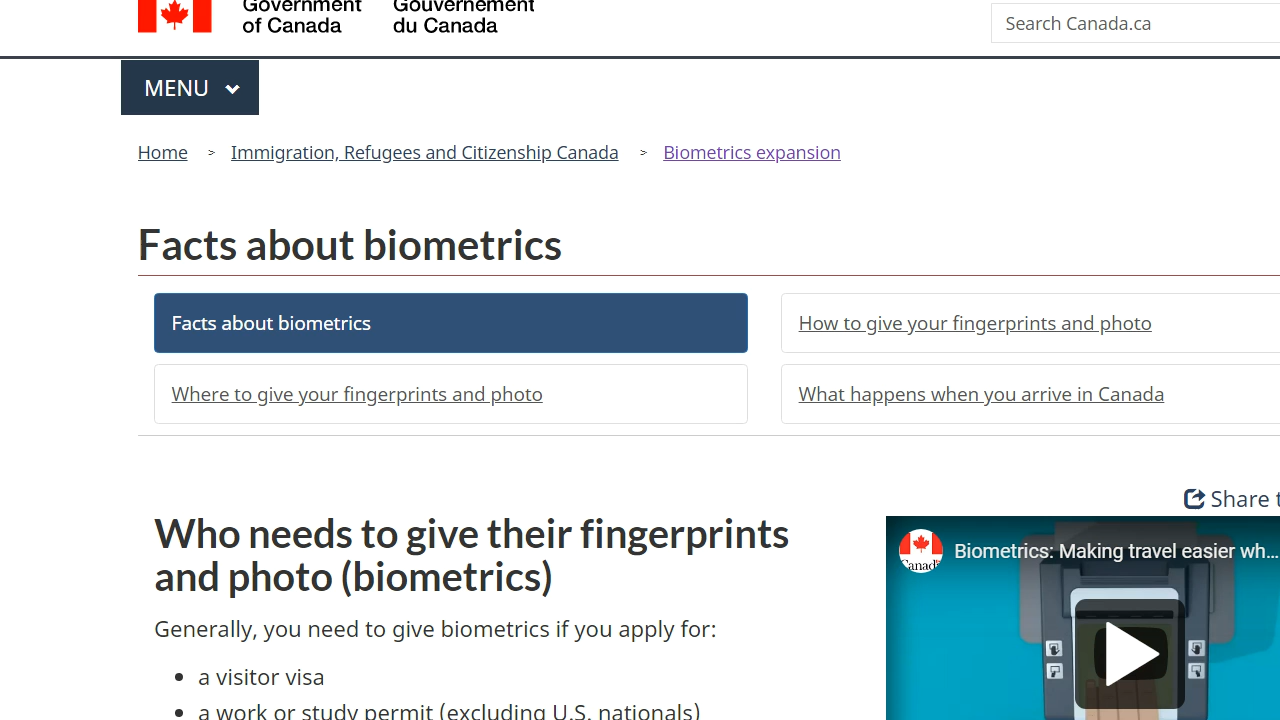 Government Gouvernement
of Canada du Canada
Search Canada.ca
MENU
Home > Immigration, Refugees and Citizenship Canada > Biometrics expansion
Facts about biometrics
Facts about biometrics
How to give your fingerprints and photo
Where to give your fingerprints and photo
What happens when you arrive in Canada
Share t
Who needs to give their fingerprints
and photo (biometrics)
Biometrics: Making travel easier wh...
Canad
Generally, you need to give biometrics if you apply for:
• a visitor visa
• a work or study permit (excluding U.S. nationals)